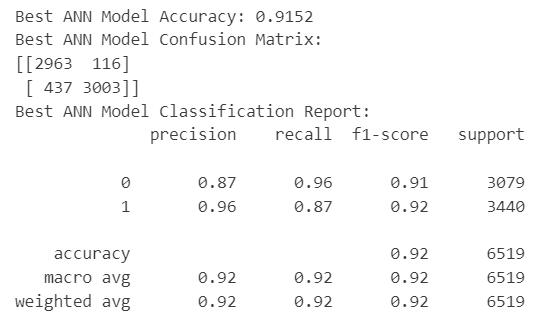 Best ANN Model Accuracy: 0.9152
Best ANN Model Confusion Matrix:
[[2963  116]
 [ 437 3003]]
Best ANN Model Classification Report:
              precision    recall  f1-score   support

           0       0.87      0.96      0.91      3079
           1       0.96      0.87      0.92      3440

    accuracy                           0.92      6519
   macro avg       0.92      0.92      0.92      6519
weighted avg       0.92      0.92      0.92      6519